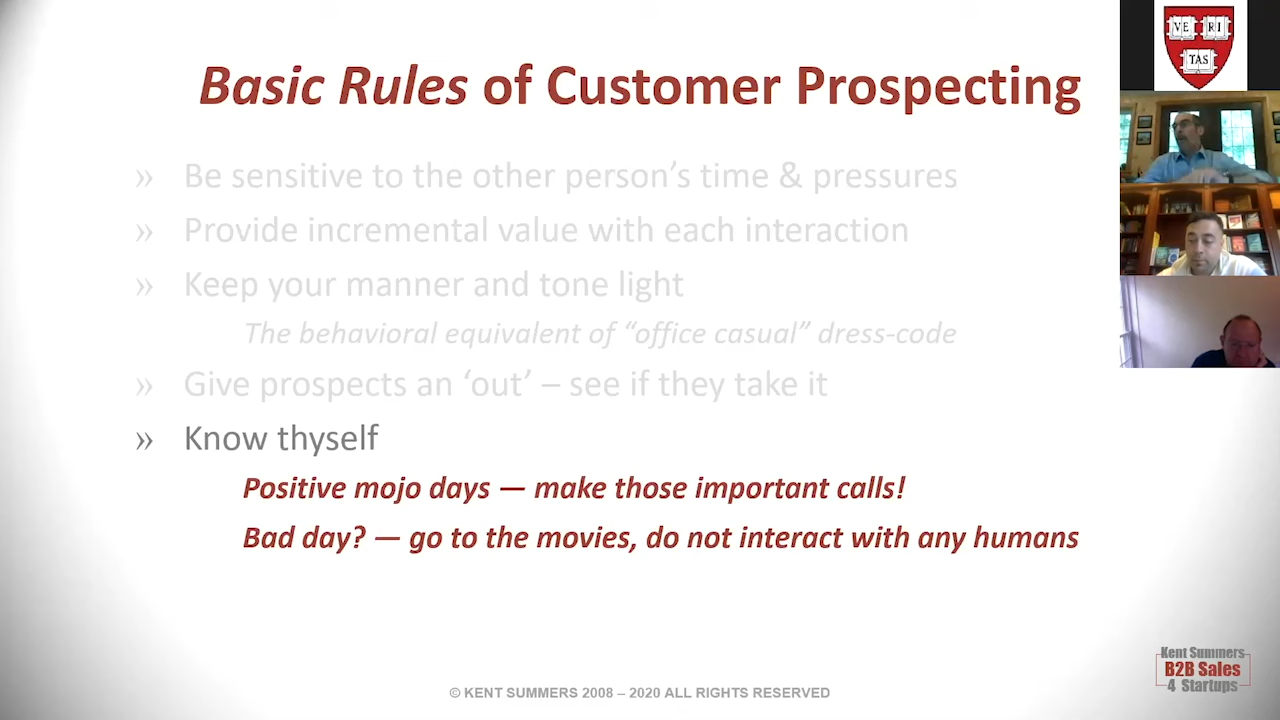 Basic Rules of Customer Prospecting
VE RI
TAS
» Be sensitive to the other person’s time & pressures
» Provide incremental value with each interaction
» Keep your manner and tone light
The behavioral equivalent of “office casual” dress-code
» Give prospects an ‘out’ – see if they take it
» Know thyself
Positive mojo days — make those important calls!
Bad day? — go to the movies, do not interact with any humans
Kent Summers
B2B Sales
4 Startups
© KENT SUMMERS 2008 – 2020 ALL RIGHTS RESERVED